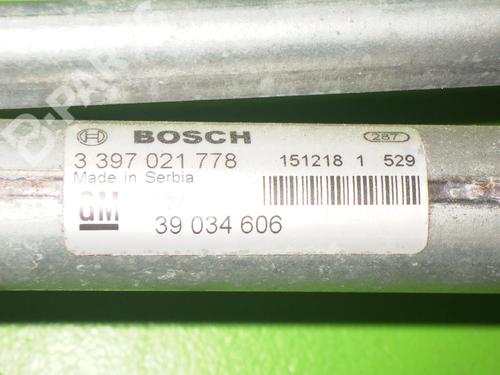 BOSCH
287
3 397 021 778
151218 1 529
Made in Serbia
GM
39 034 606